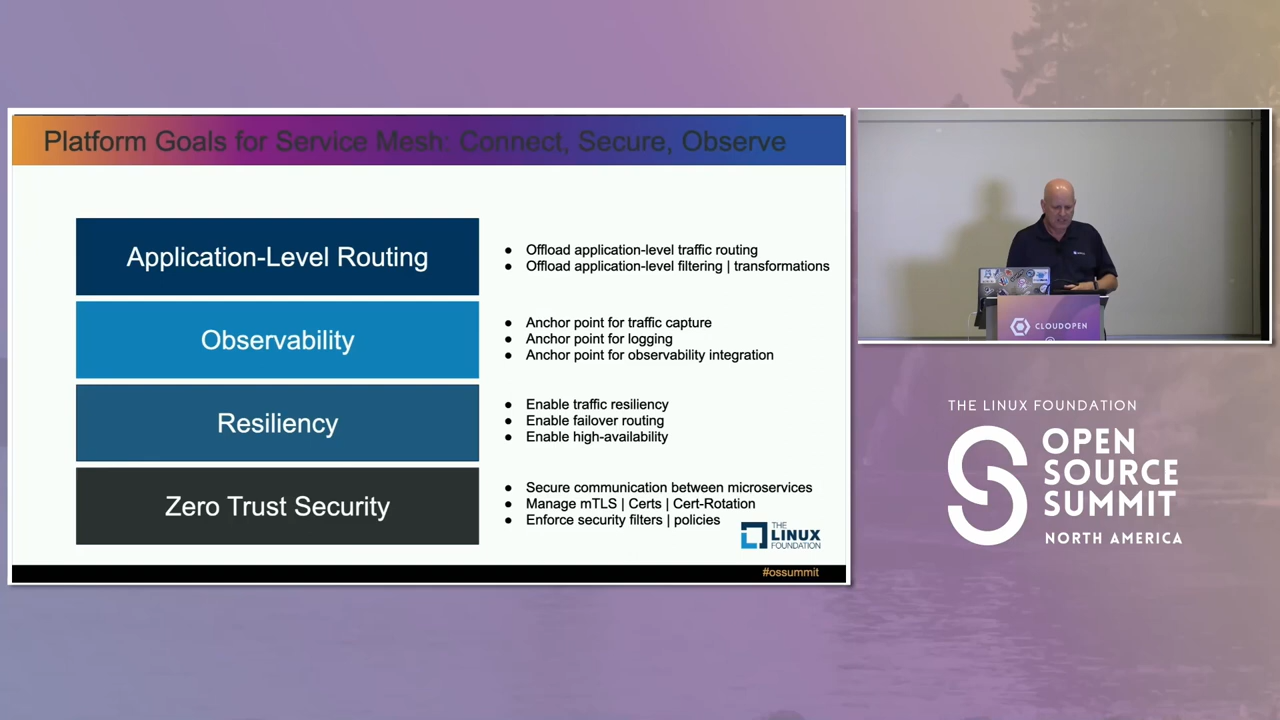 Platform Goals for Service Mesh: Connect, Secure, Observe
Application-Level Routing
● Offload application-level traffic routing
● Offload application-level filtering | transformations
Observability
● Anchor point for traffic capture
● Anchor point for logging
● Anchor point for observability integration
Resiliency
● Enable traffic resiliency
● Enable failover routing
● Enable high-availability
Zero Trust Security
● Secure communication between microservices
● Manage mTLS | Certs | Cert-Rotation
● Enforce security filters | policies
THE
LINUX
FOUNDATION
#ossummit
CLOUDOPEN
THE LINUX FOUNDATION
OPEN
SOURCE
SUMMIT
NORTH AMERICA